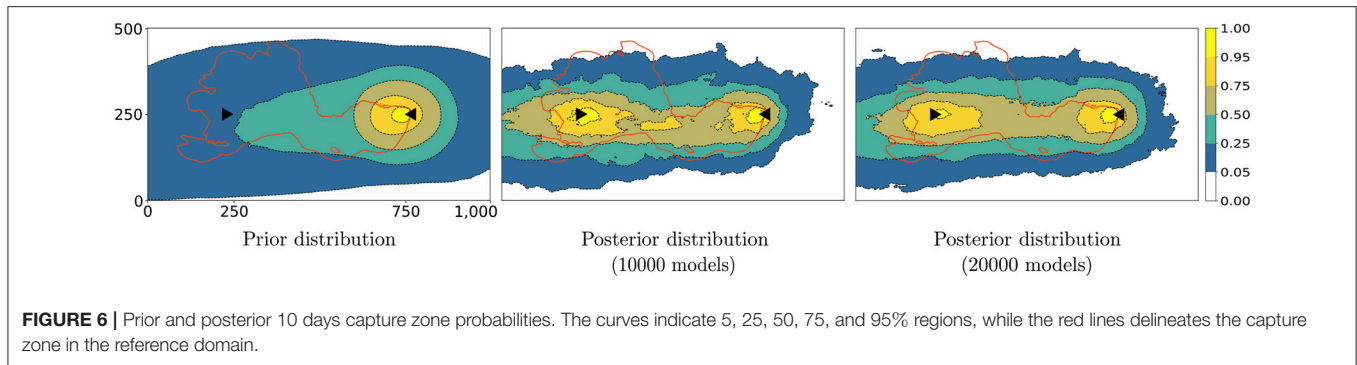 500
250
0
0
250
750
1,000
1.00
0.95
0.75
0.50
0.25
0.05
0.00
Prior distribution
Posterior distribution
(10000 models)
Posterior distribution
(20000 models)
FIGURE 6 | Prior and posterior 10 days capture zone probabilities. The curves indicate 5, 25, 50, 75, and 95% regions, while the red lines delineates the capture
zone in the reference domain.